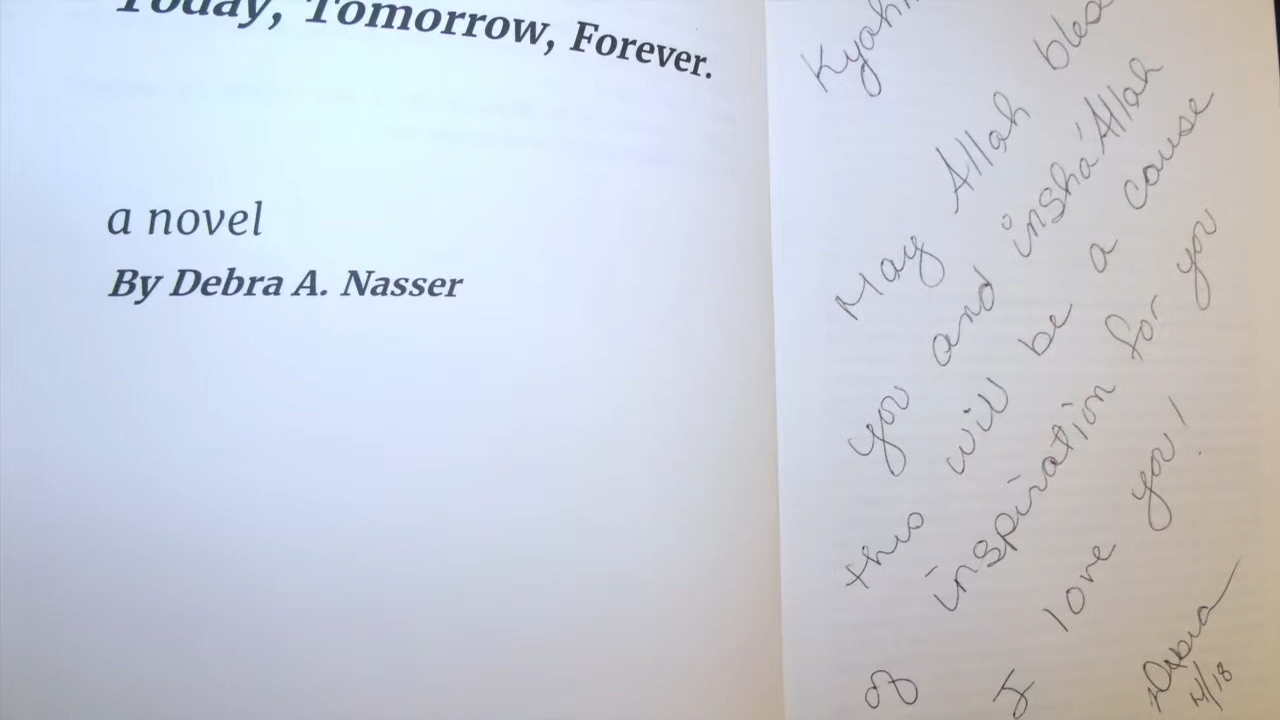 Today, Tomorrow, Forever.
a novel
By Debra A. Nasser
May Allah
you and insha'Allah
this will be a cause
of inspiration for you
I love you!
Debra